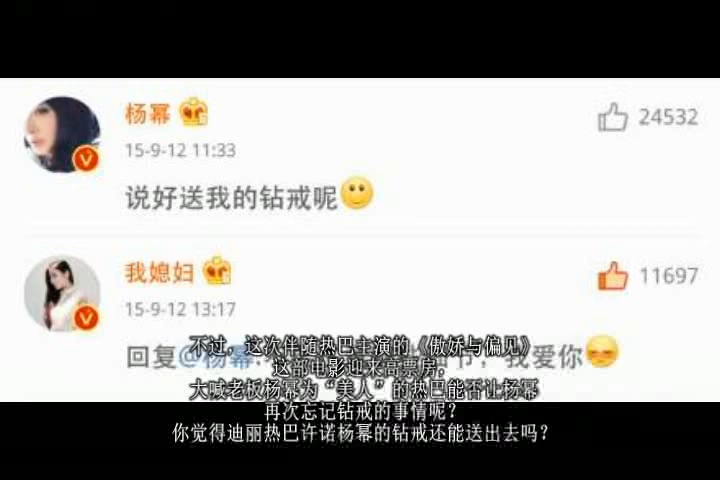 杨幂
24532
15-9-12 11:33
说好送我的钻戒呢
我媳妇
11697
15-9-12 13:17
回复@杨幂: 我爱你
不过，这次伴随热巴主演的《傲娇与偏见》
这部电影迎来高票房，
大喊老板杨幂为“美人”的热巴能否让杨幂
再次忘记钻戒的事情呢？
你觉得迪丽热巴许诺杨幂的钻戒还能送出去吗？